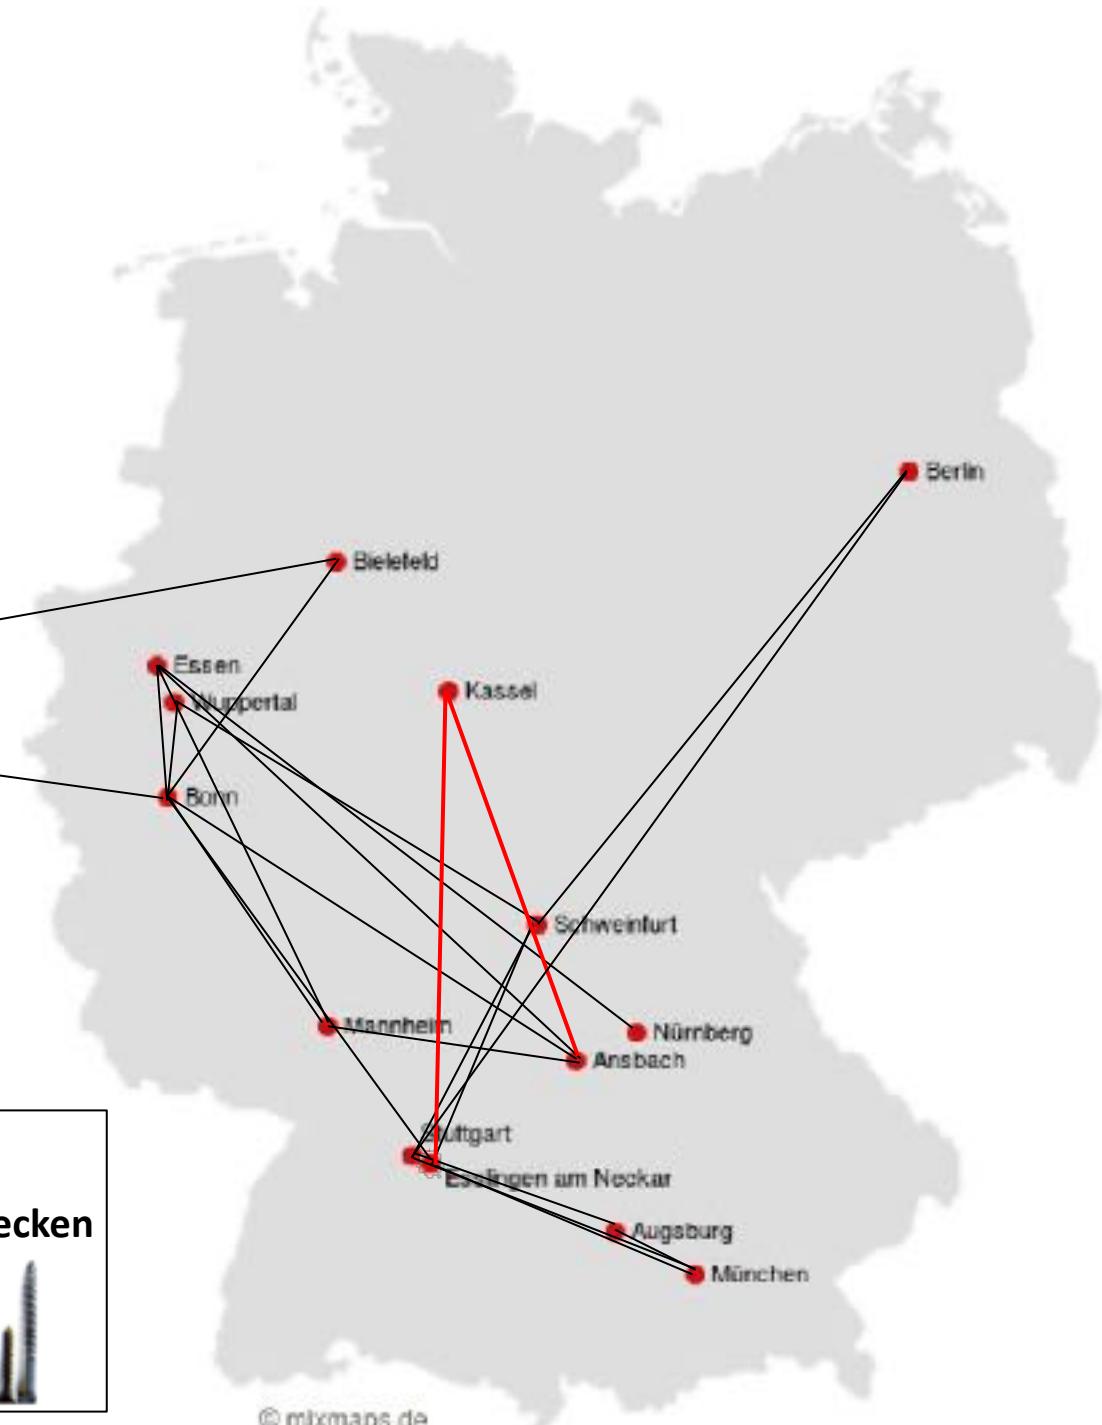 Berlin
Bielefeld
Essen
Kassel
Wuppertal
Bonn
Schweinfurt
Mannheim
Nürnberg
Ansbach
Stuttgart
Esslingen am Neckar
ecken
Augsburg
München
© mixmaps.de